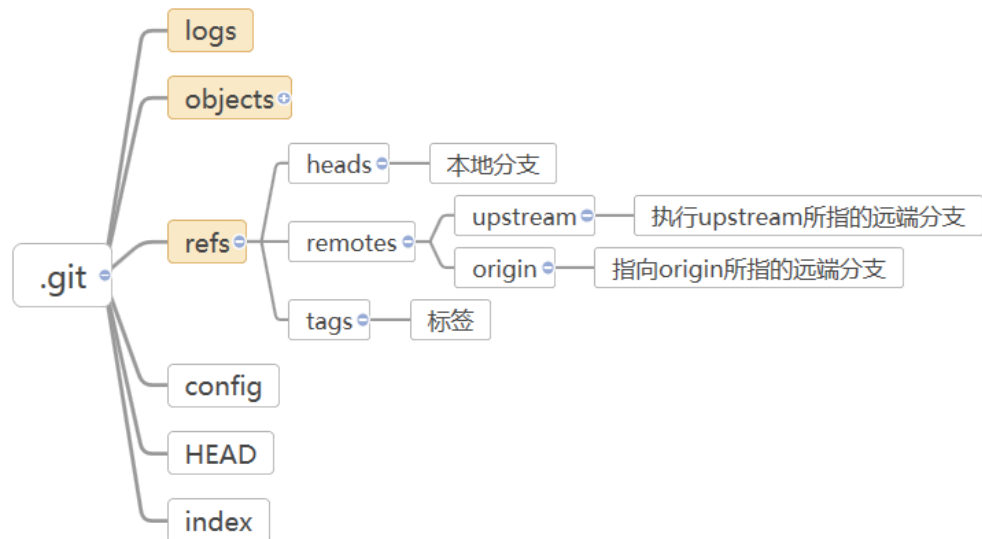 logs
objects
heads
本地分支
upstream
执行upstream所指的远端分支
refs
remotes
.git
origin
指向origin所指的远端分支
tags
标签
config
HEAD
index